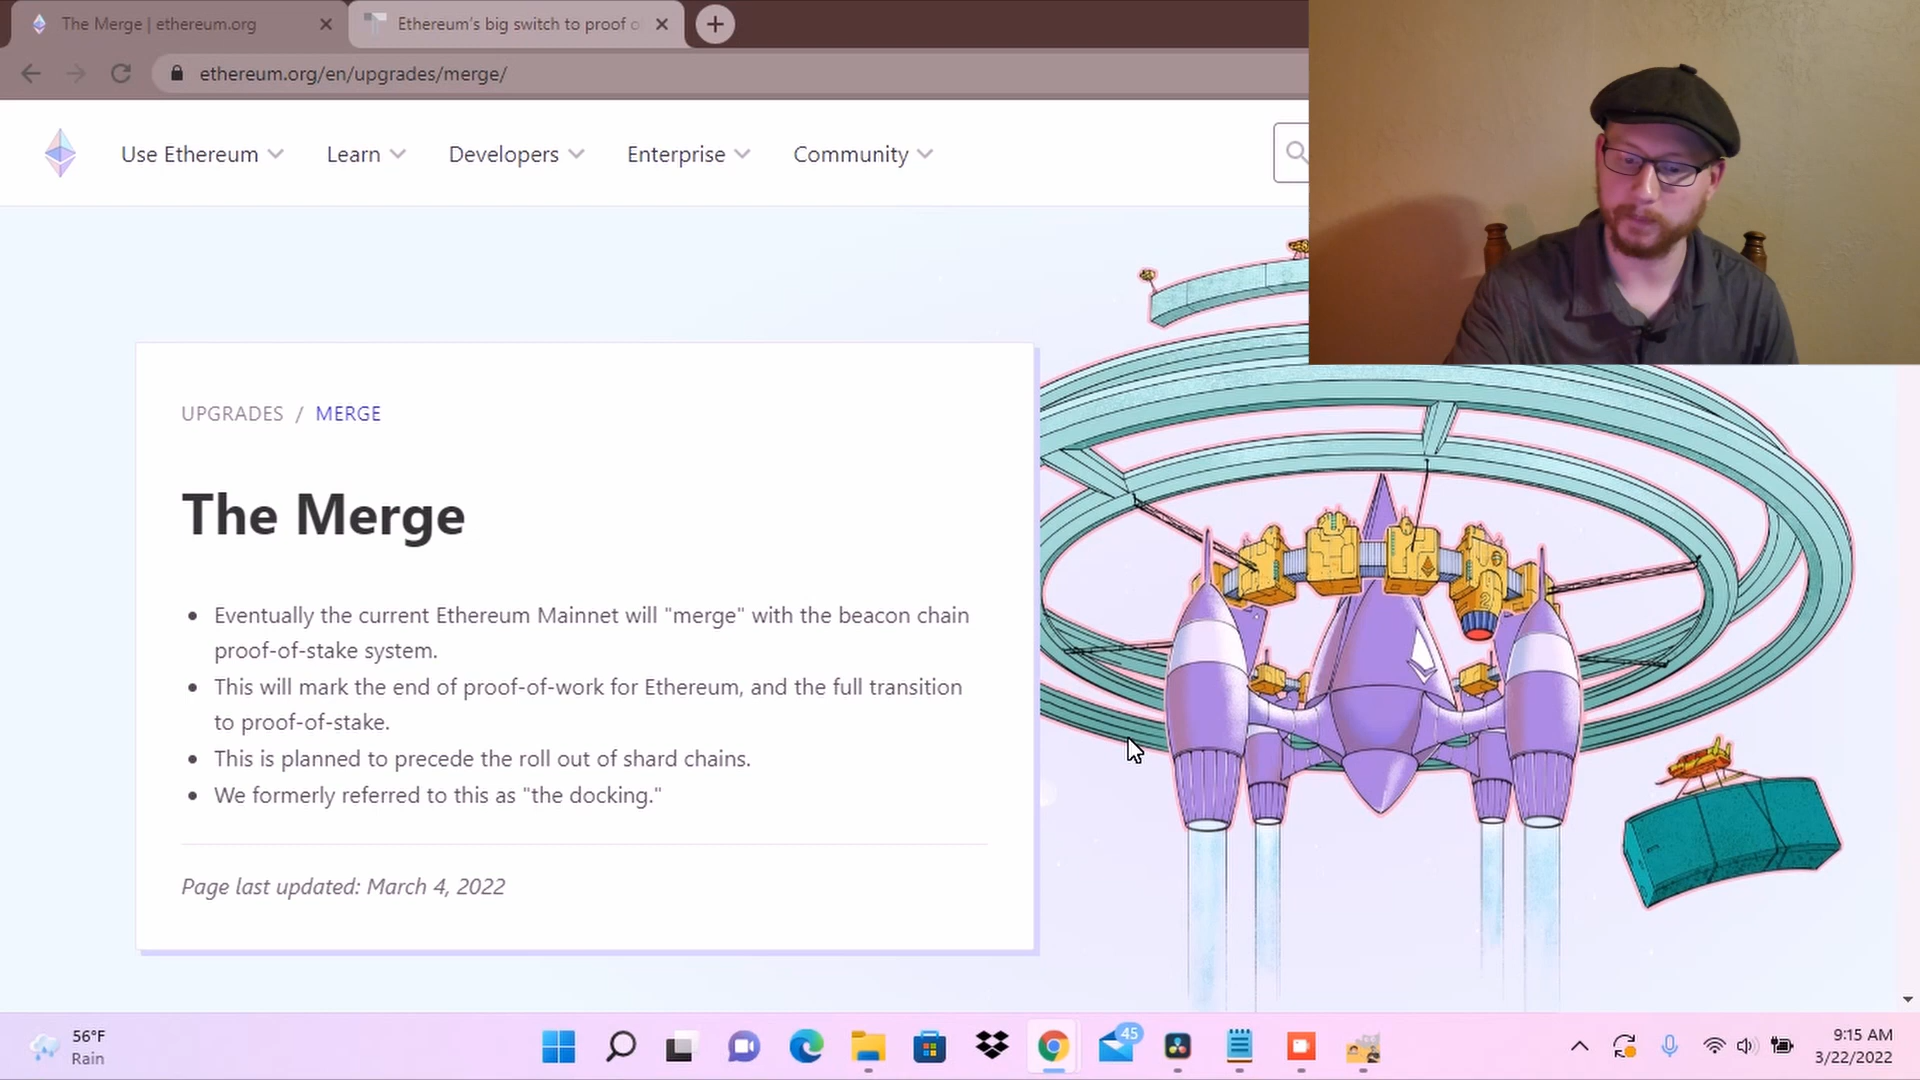 The Merge | ethereum.org
Ethereum's big switch to proof o
ethereum.org/en/upgrades/merge/
Use Ethereum
Learn
Developers
Enterprise
Community
UPGRADES / MERGE
The Merge
• Eventually the current Ethereum Mainnet will "merge" with the beacon chain
proof-of-stake system.
• This will mark the end of proof-of-work for Ethereum, and the full transition
to proof-of-stake.
• This is planned to precede the roll out of shard chains.
• We formerly referred to this as "the docking."
Page last updated: March 4, 2022
2
56°F
Rain
45
9:15 AM
3/22/2022